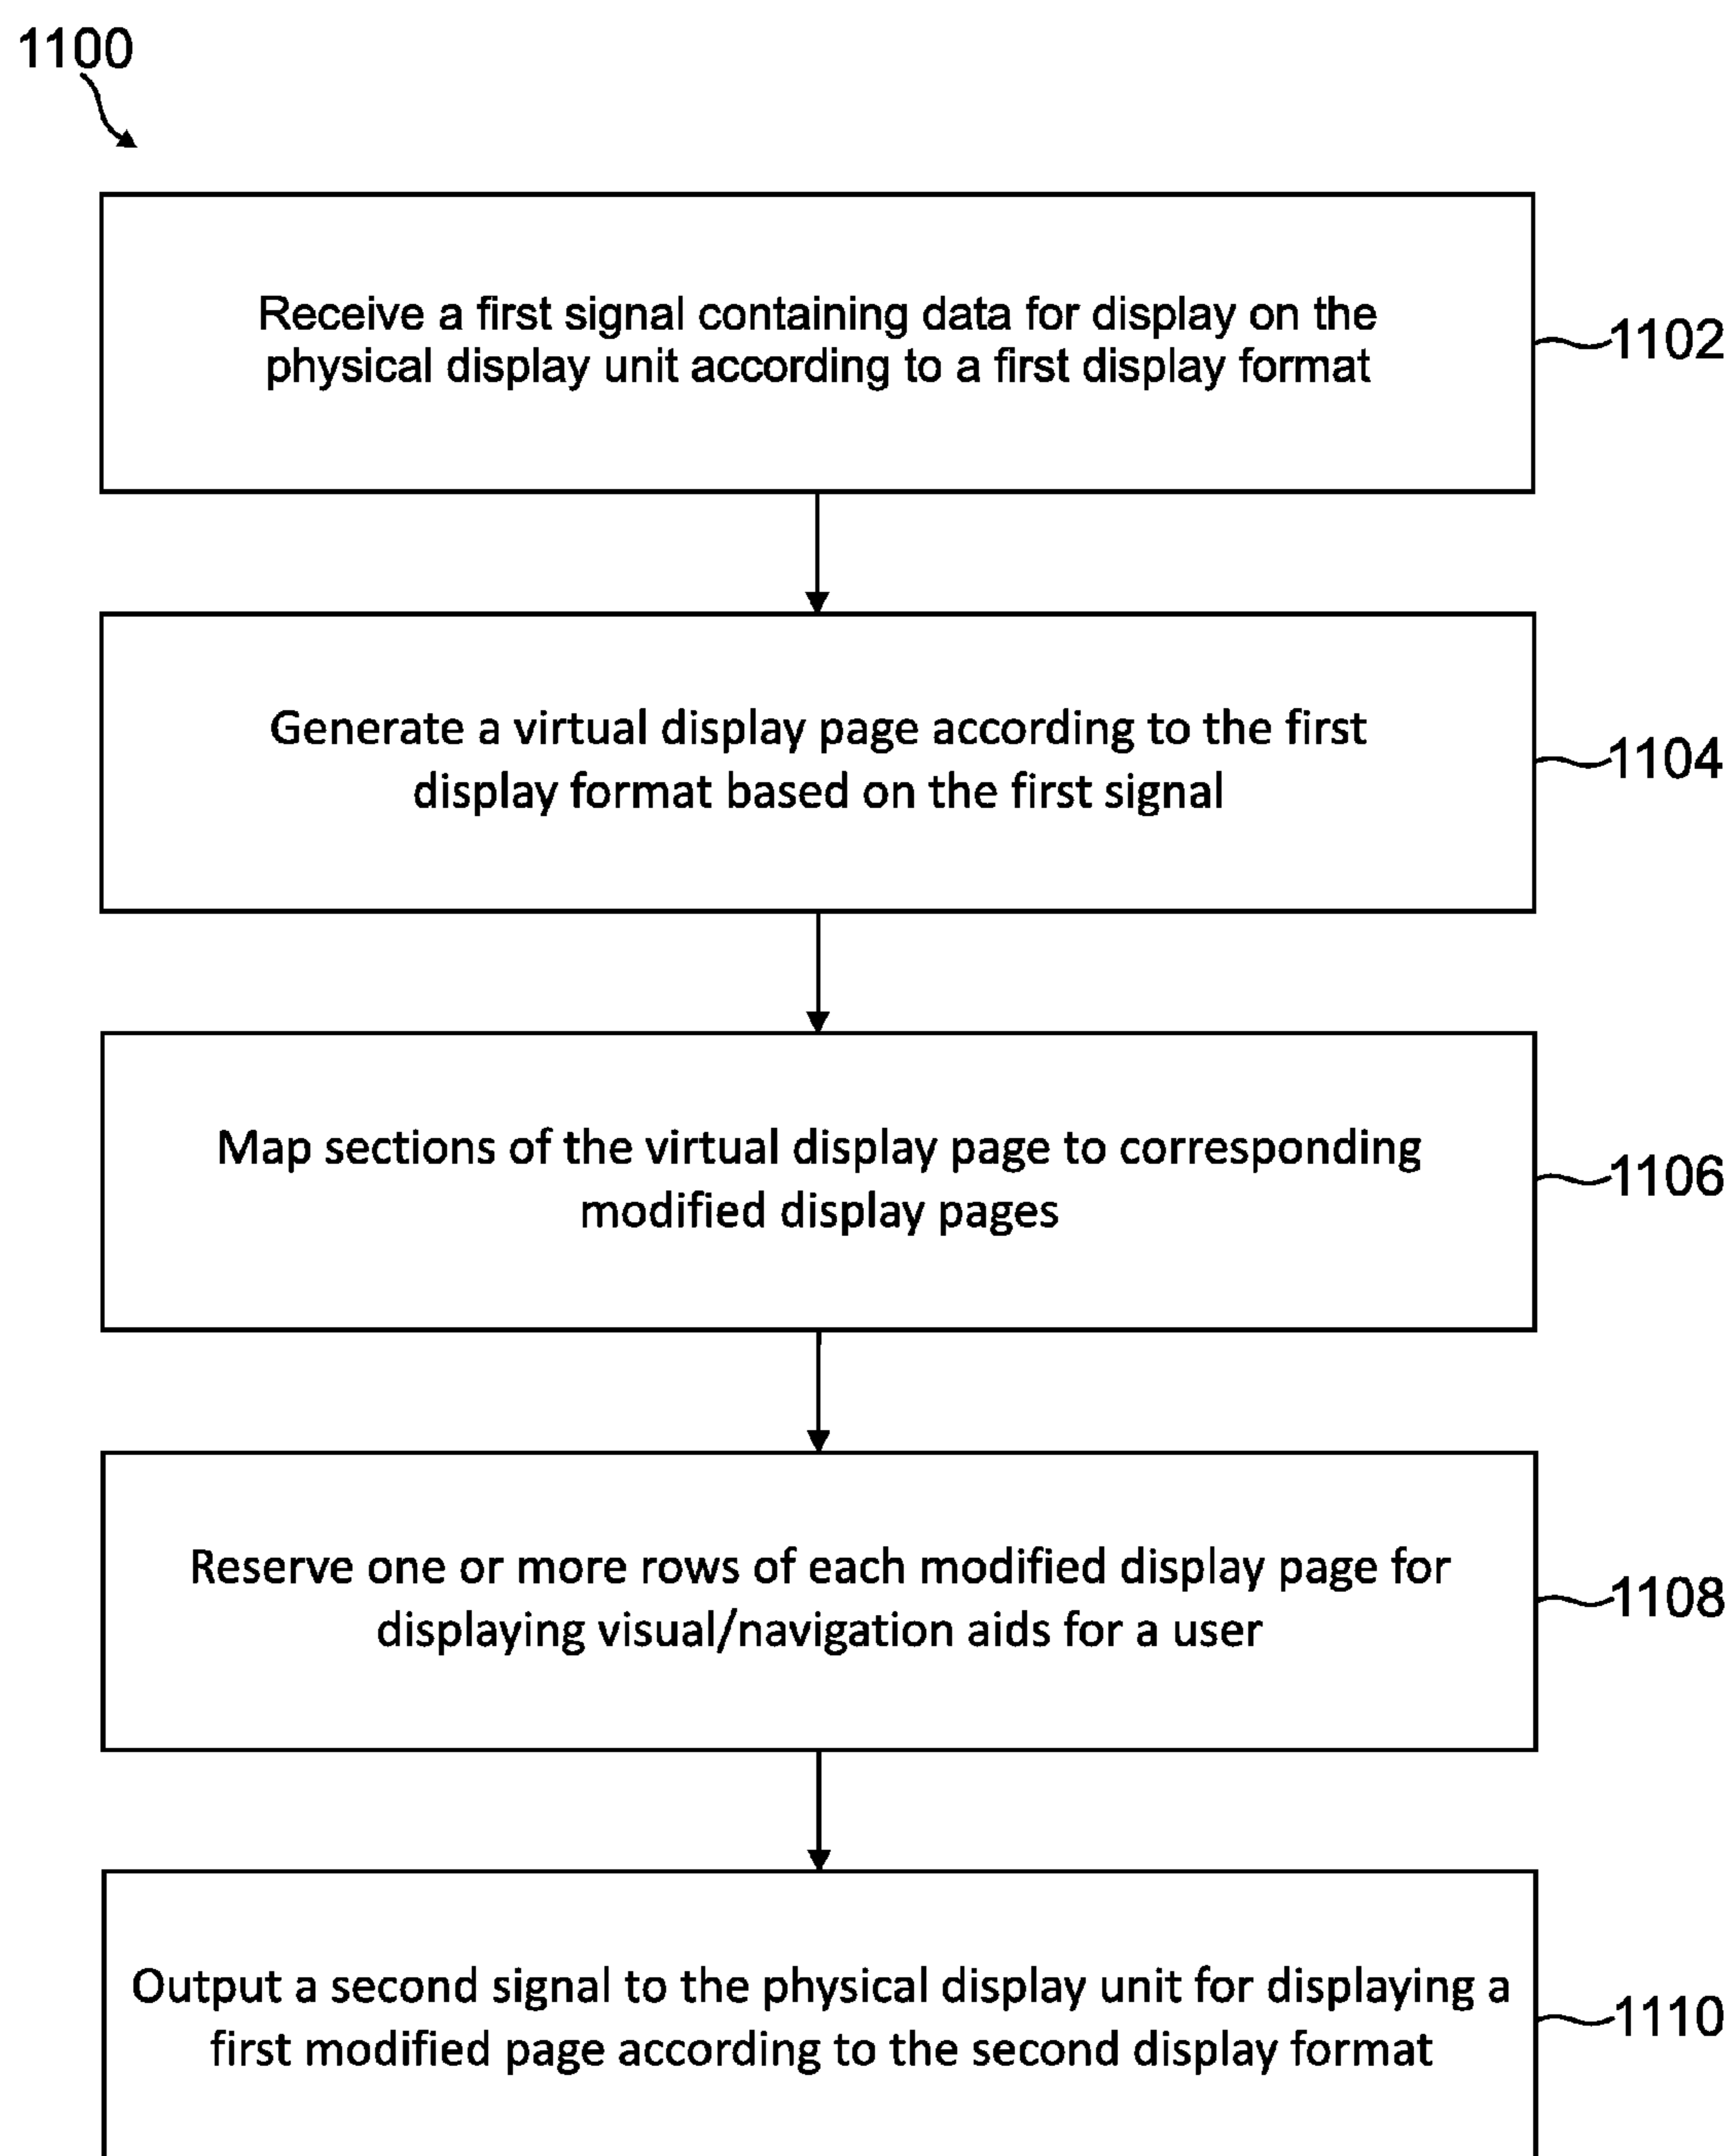 1100
Receive a first signal containing data for display on the
physical display unit according to a first display format
1102
Generate a virtual display page according to the first
display format based on the first signal
1104
Map sections of the virtual display page to corresponding
modified display pages
1106
Reserve one or more rows of each modified display page for
displaying visual/navigation aids for a user
1108
Output a second signal to the physical display unit for displaying a
first modified page according to the second display format
1110